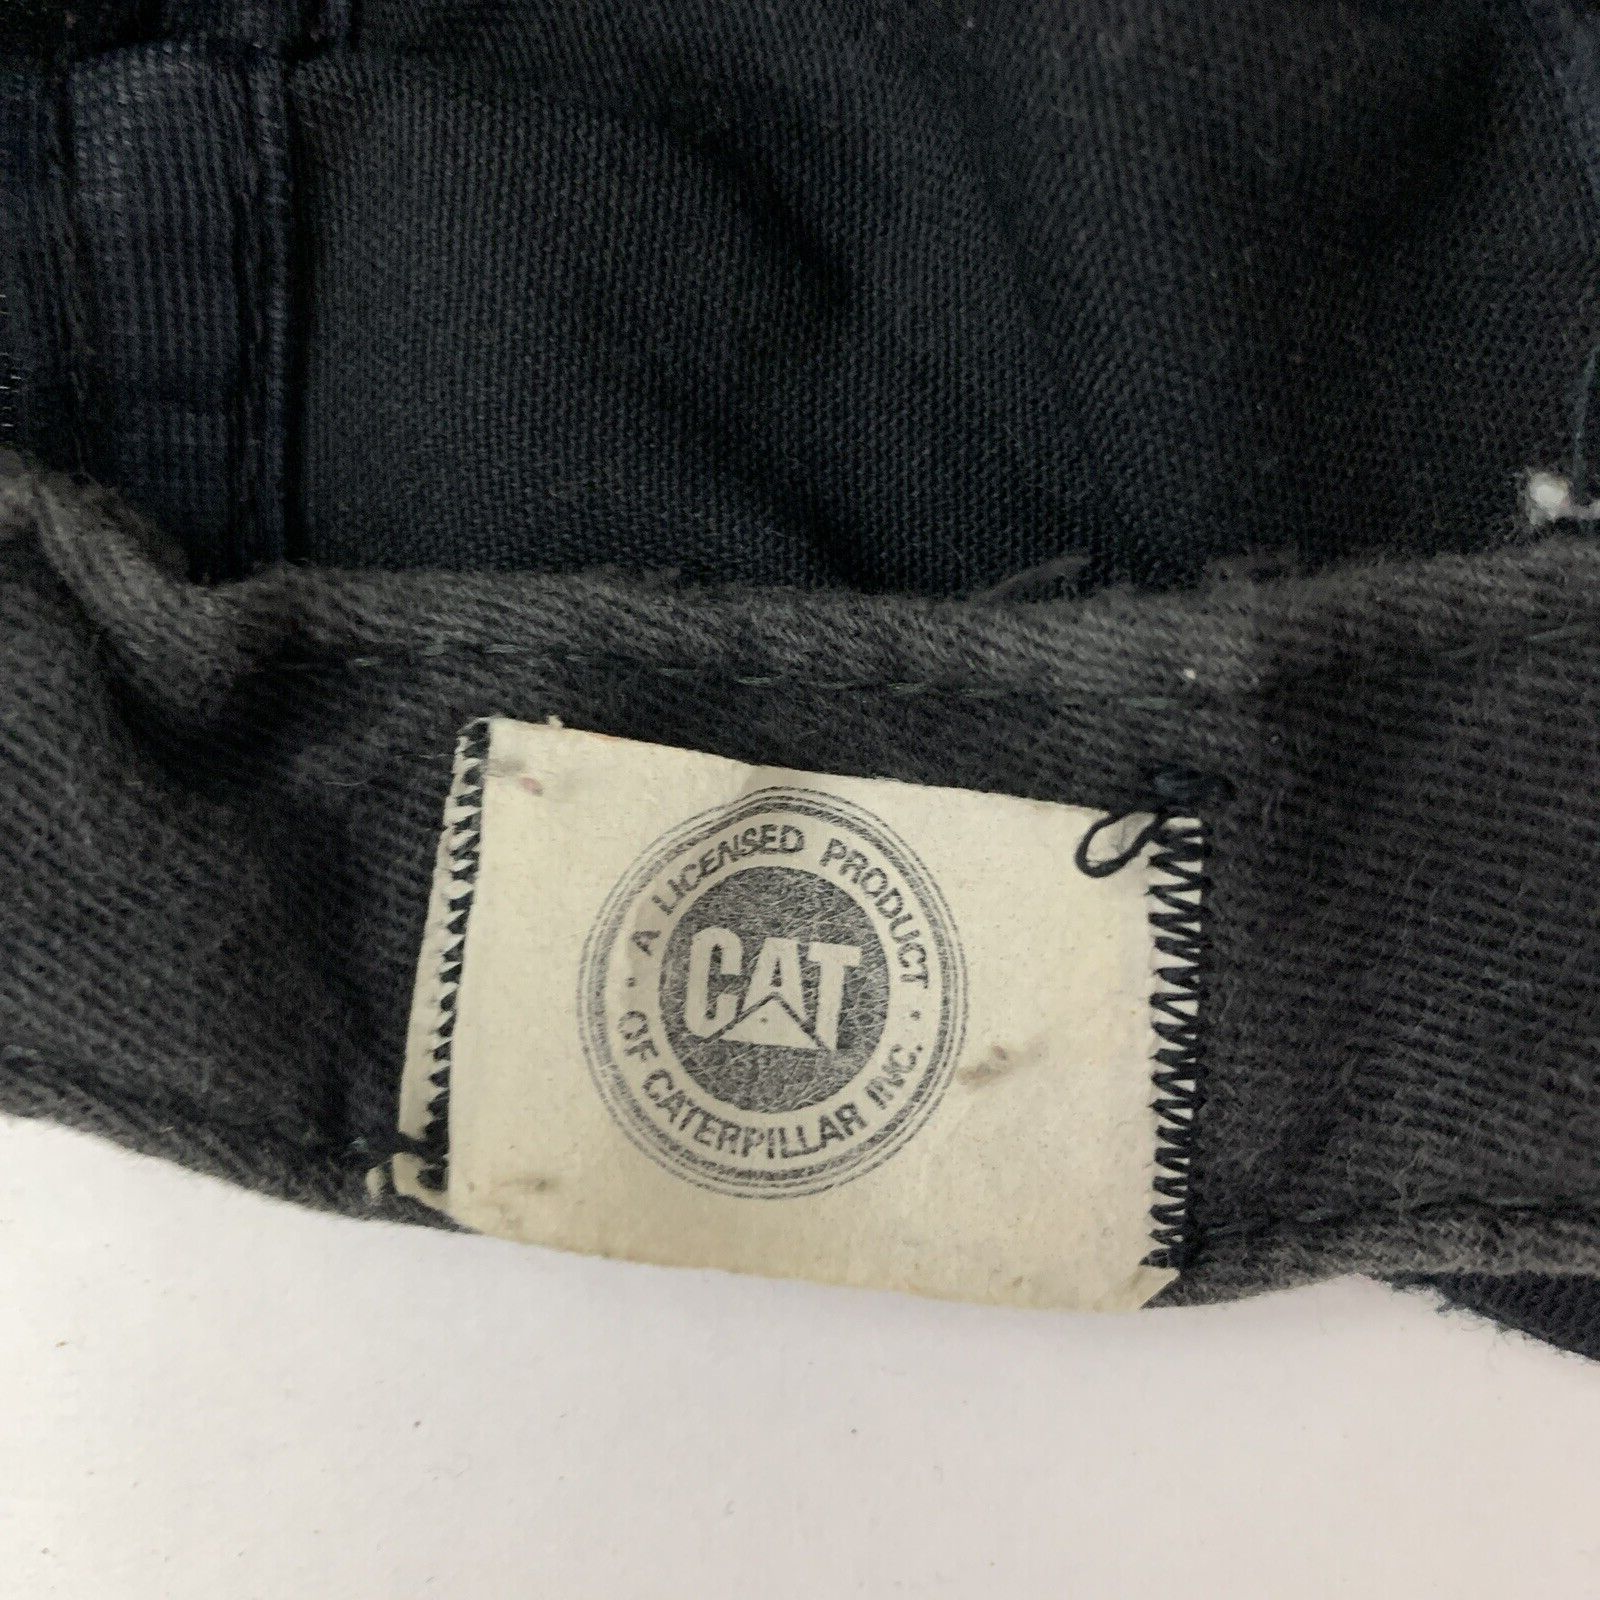 A LICENSED PRODUCT
CAT
OF CATERPILLAR INC.